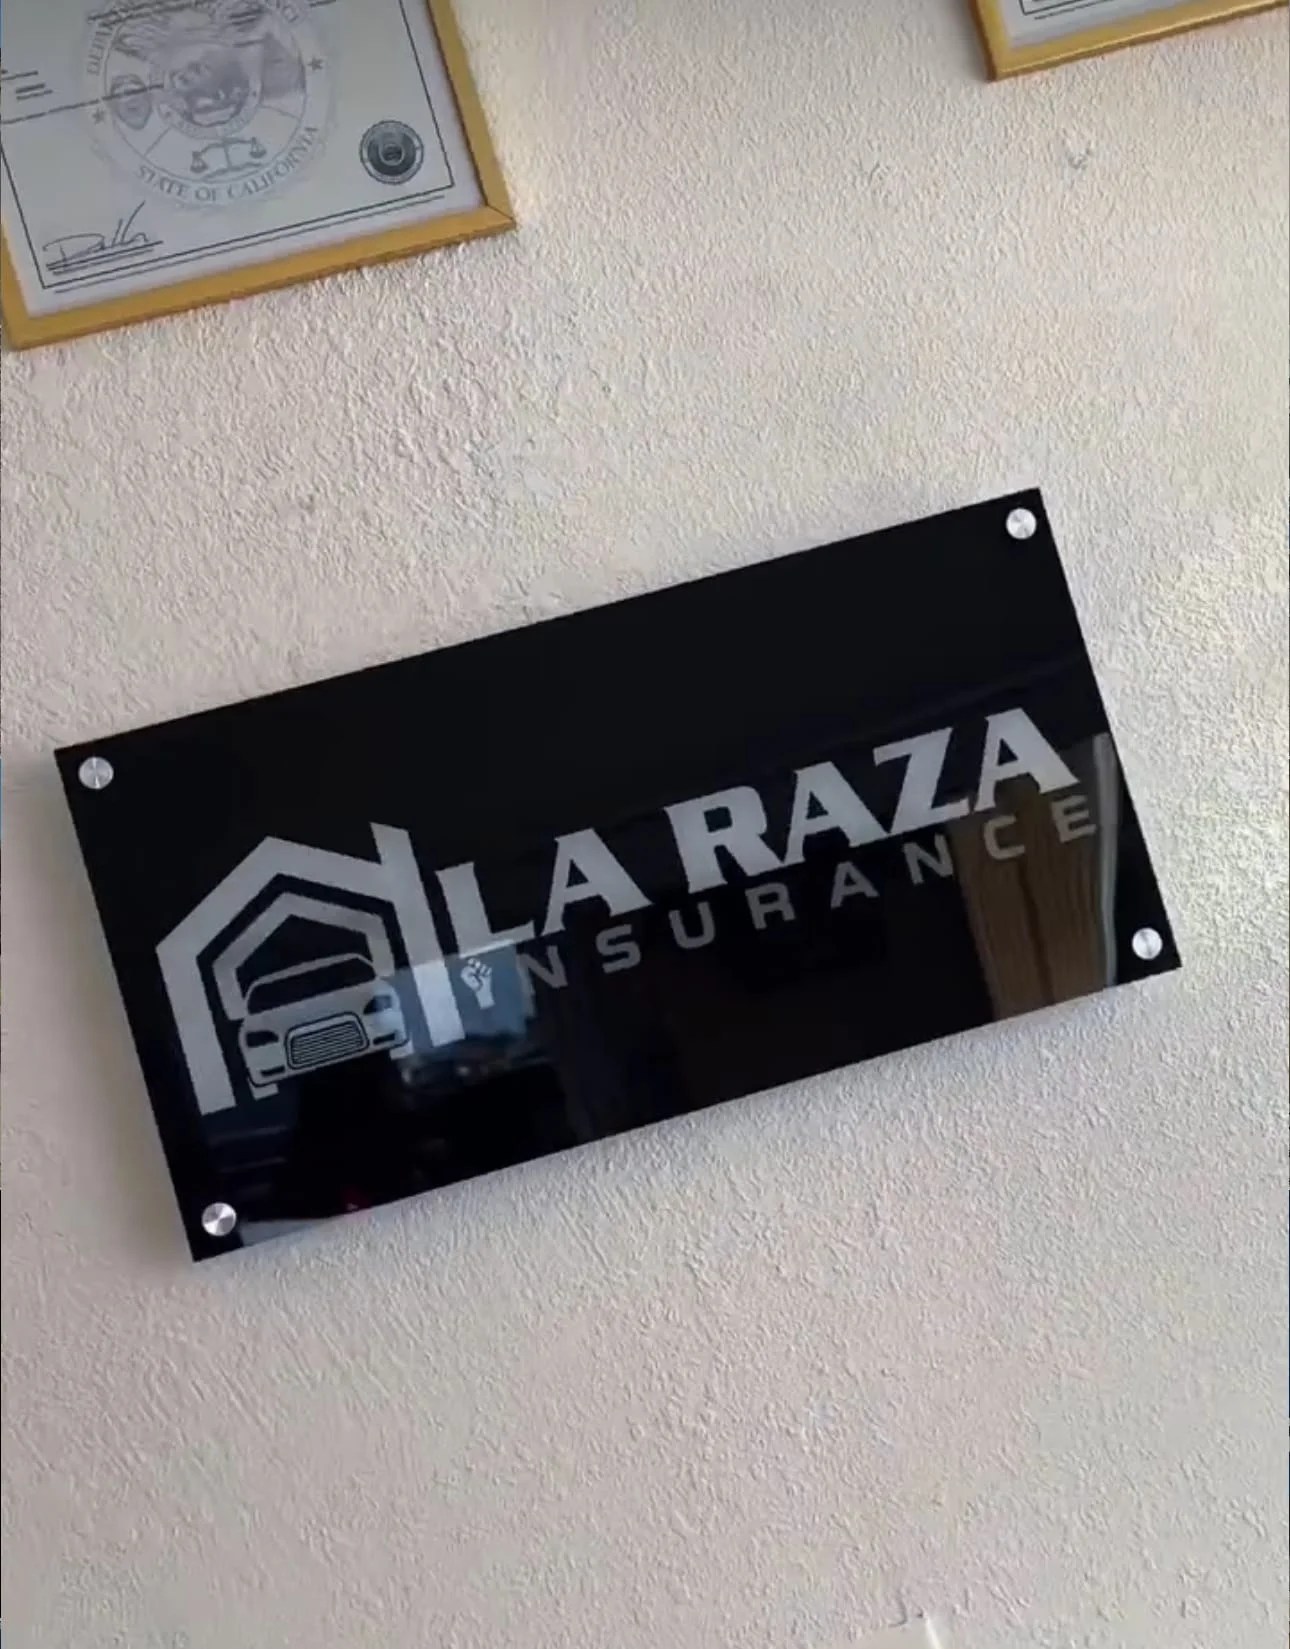 STATE OF CALIFORNIA
LA RAZA
INSURANCE